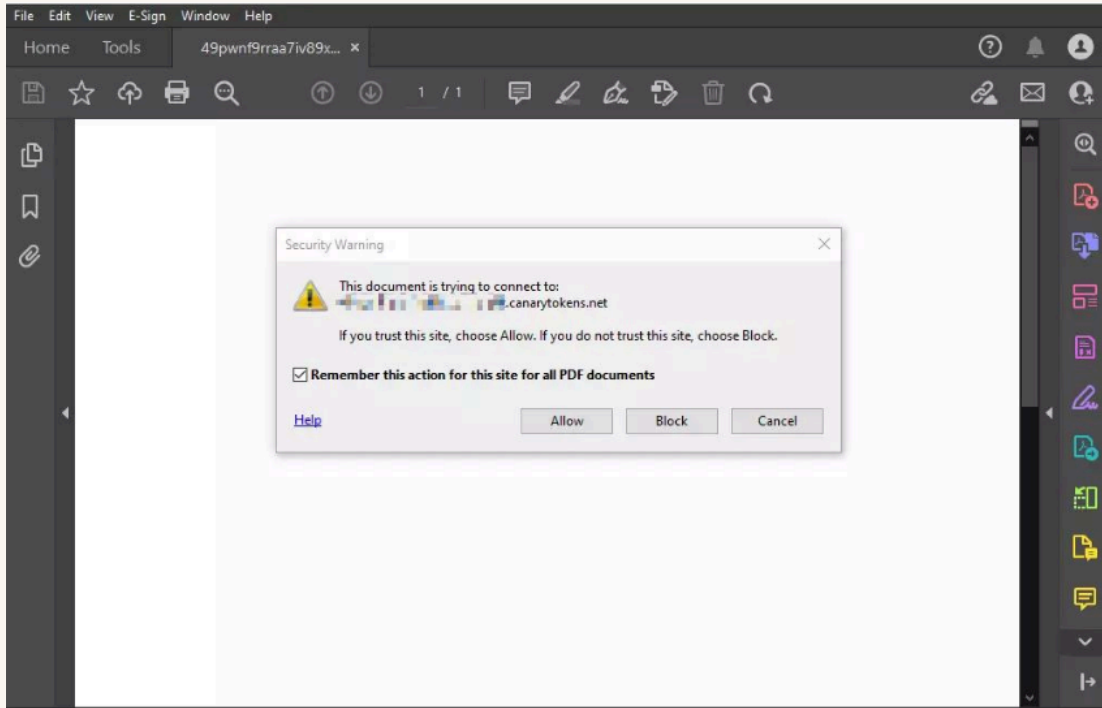 File Edit View E-Sign Window Help
Home Tools 49pwnf9rraa7iv89x... ×
1 / 1
Security Warning
This document is trying to connect to:
.canarytokens.net
If you trust this site, choose Allow. If you do not trust this site, choose Block.
Remember this action for this site for all PDF documents
Help Allow Block Cancel